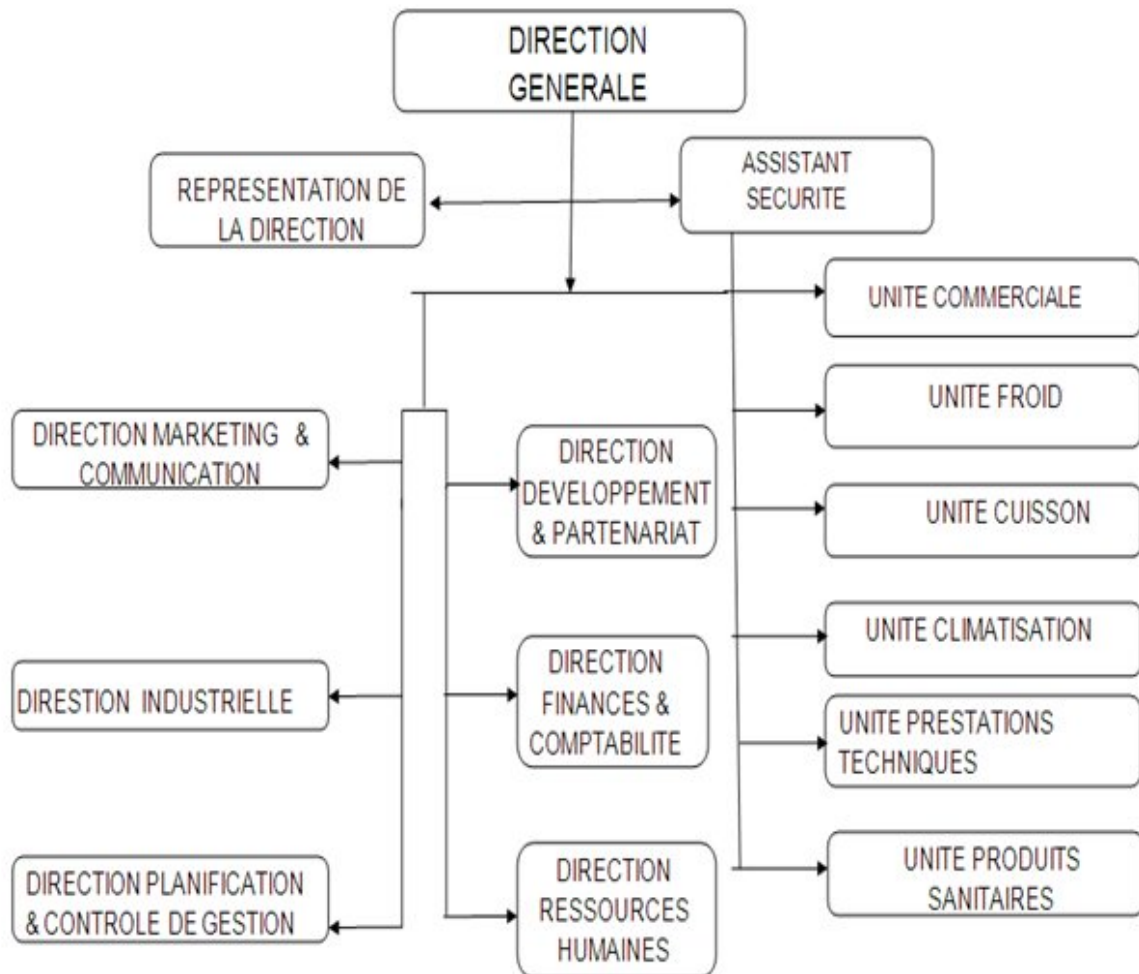 DIRECTION
GENERALE
REPRESENTATION DE
LA DIRECTION
ASSISTANT
SECURITE
UNITE COMMERCIALE
UNITE FROID
DIRECTION MARKETING &
COMMUNICATION
DIRECTION
DEVELOPPEMENT
& PARTENARIAT
UNITE CUISSON
UNITE CLIMATISATION
DIRESTION INDUSTRIELLE
DIRECTION
FINANCES &
COMPTABILITE
UNITE PRESTATIONS
TECHNIQUES
DIRECTION PLANIFICATION
& CONTROLE DE GESTION
DIRECTION
RESSOURCES
HUMAINES
UNITE PRODUITS
SANITAIRES